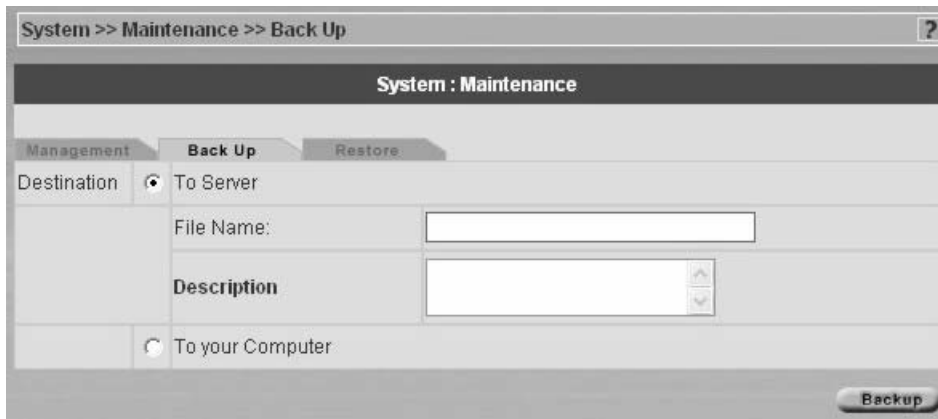 System >> Maintenance >> Back Up ?
System : Maintenance
Management Back Up Restore
Destination To Server
File Name:
Description
To your Computer
Backup